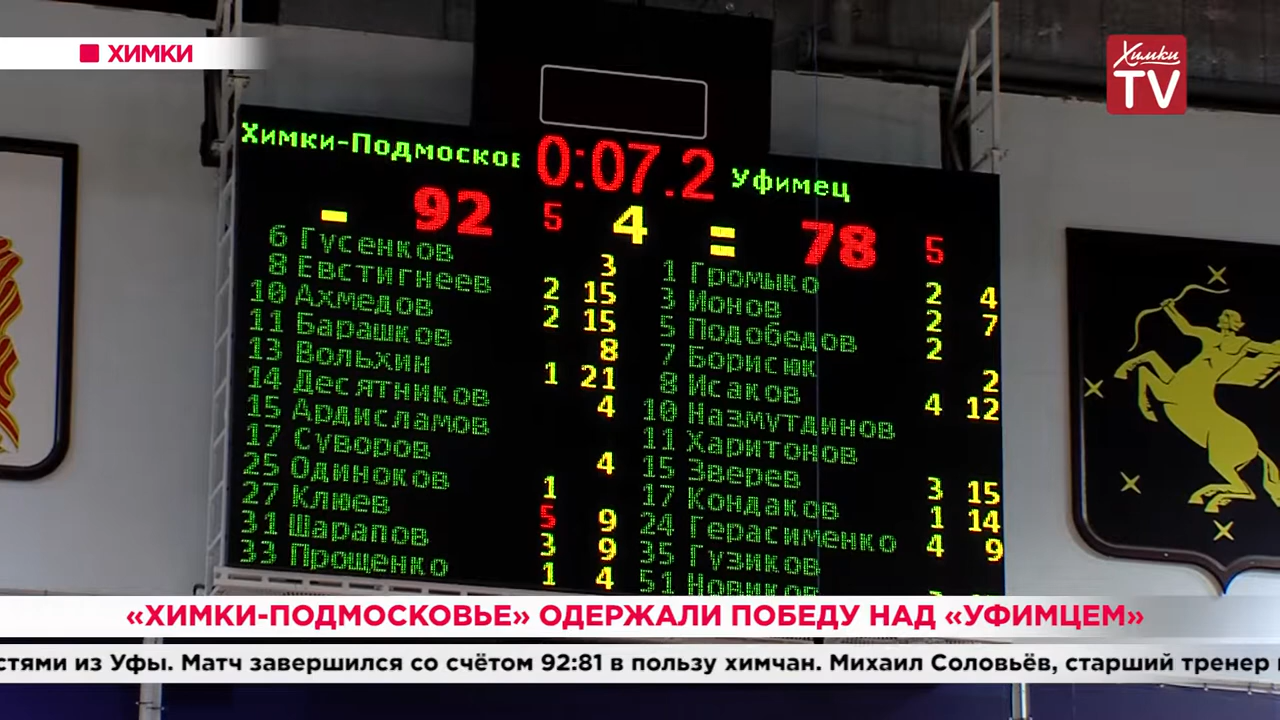 ХИМКИ
Химки TV
Химки-Подмосков 0:07.2 Уфимец
- 92 5 4 = 78 5
6 Гусенков 3 1 Громыко 2 4
8 Евстигнеев 2 15 3 Ионов 2 7
10 Ахмедов 2 15 5 Подобедов 2
11 Барашков 8 7 Борисюк 2
13 Вольхин 1 21 8 Исаков 4 12
14 Десятников 4 10 Назмутдинов
15 Ардисламов 11 Харитонов
17 Суворов 4 15 Зверев 3 15
25 Одиноков 1 17 Кондаков 1 14
27 Клюев 5 9 24 Герасименко 4 9
31 Шарапов 3 9 35 Гузиков
33 Прощенко 1 4 51 Новиков
«ХИМКИ-ПОДМОСКОВЬЕ» ОДЕРЖАЛИ ПОБЕДУ НАД «УФИМЦЕМ»
стями из Уфы. Матч завершился со счётом 92:81 в пользу химчан. Михаил Соловьёв, старший тренер